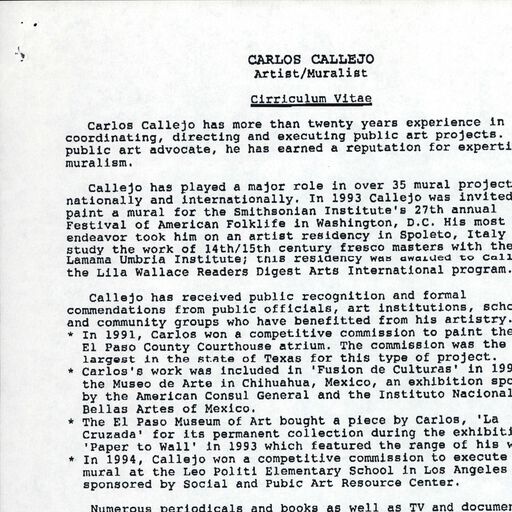 CARLOS CALLEJO
Artist/Muralist
Cirriculum Vitae
Carlos Callejo has more than twenty years experience in
coordinating, directing and executing public art projects.
public art advocate, he has earned a reputation for experti
muralism.
Callejo has played a major role in over 35 mural project
nationally and internationally. In 1993 Callejo was invited
paint a mural for the Smithsonian Institute's 27th annual
Festival of American Folklife in Washington, D.C. His most
endeavor took him on an artist residency in Spoleto, Italy
study the work of 14th/15th century fresco masters with the
Lamama Umbria Institute; this residency was awarded to Call
the Lila Wallace Readers Digest Arts International program.
Callejo has received public recognition and formal
commendations from public officials, art institutions, scho
and community groups who have benefitted from his artistry.
* In 1991, Carlos won a competitive commission to paint the
El Paso County Courthouse atrium. The commission was the
largest in the state of Texas for this type of project.
* Carlos's work was included in 'Fusion de Culturas' in 199
the Museo de Arte in Chihuahua, Mexico, an exhibition spo
by the American Consul General and the Instituto Nacional
Bellas Artes of Mexico.
* The El Paso Museum of Art bought a piece by Carlos, 'La
Cruzada' for its permanent collection during the exhibiti
'Paper to Wall' in 1993 which featured the range of his w
* In 1994, Callejo won a competitive commission to execute
mural at the Leo Politi Elementary School in Los Angeles
sponsored by Social and Pubic Art Resource Center.
Numerous periodicals and books as well as TV and documen